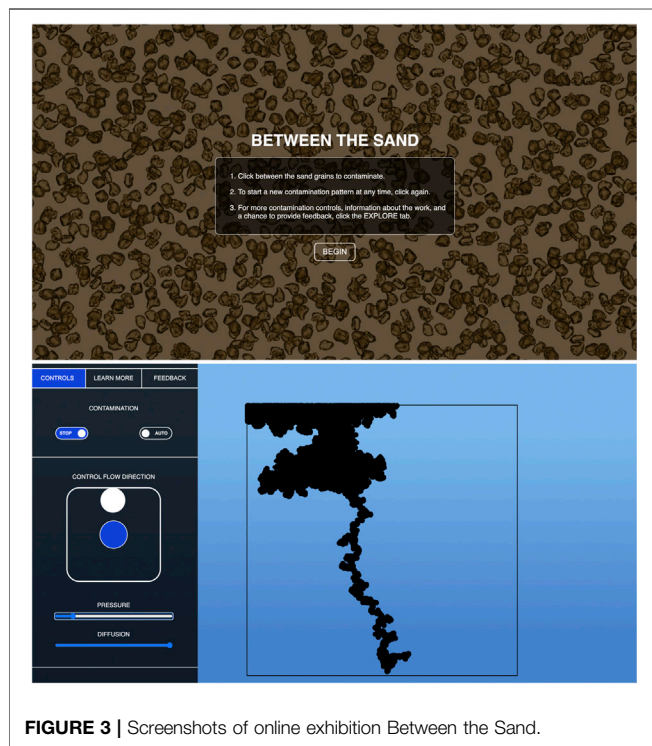 BETWEEN THE SAND
1. Click between the sand grains to contaminate.
2. To start a new contamination pattern at any time, click again.
3. For more contamination controls, information about the work, and
a chance to provide feedback, click the EXPLORE tab.
BEGIN
CONTROLS LEARN MORE FEEDBACK
CONTAMINATION
STOP AUTO
CONTROL FLOW DIRECTION
PRESSURE
DIFFUSION
FIGURE 3 | Screenshots of online exhibition Between the Sand.